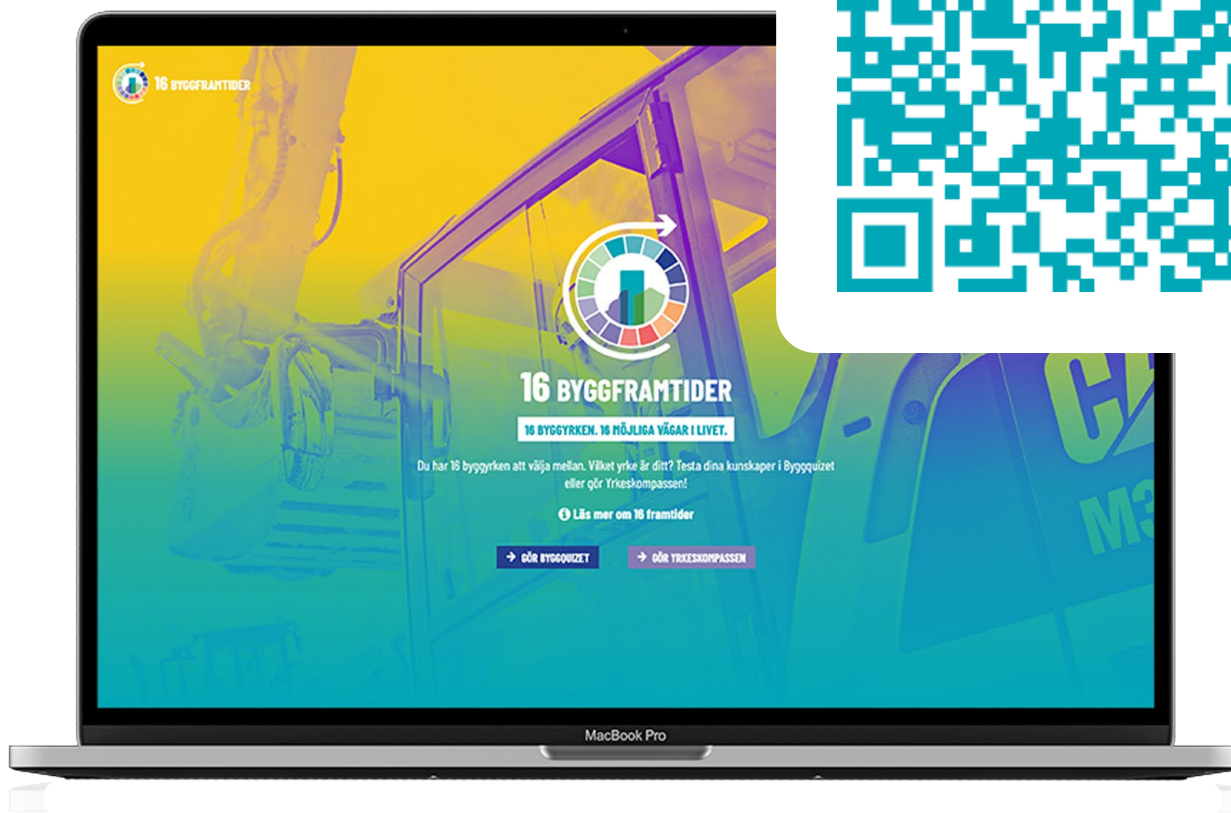 16 BYGGFRAMTIDER
16 BYGGFRAMTIDER
16 BYGGYRKEN. 16 MÖJLIGA VÄGAR I LIVET.
Du har 16 byggyrken att välja mellan. Vilket yrke är ditt? Testa dina kunskaper i Byggquizet
eller gör Yrkeskompassen!
Läs mer om 16 framtider
→ GÖR BYGGQUIZET → GÖR YRKESKOMPASSEN
M3
MacBook Pro